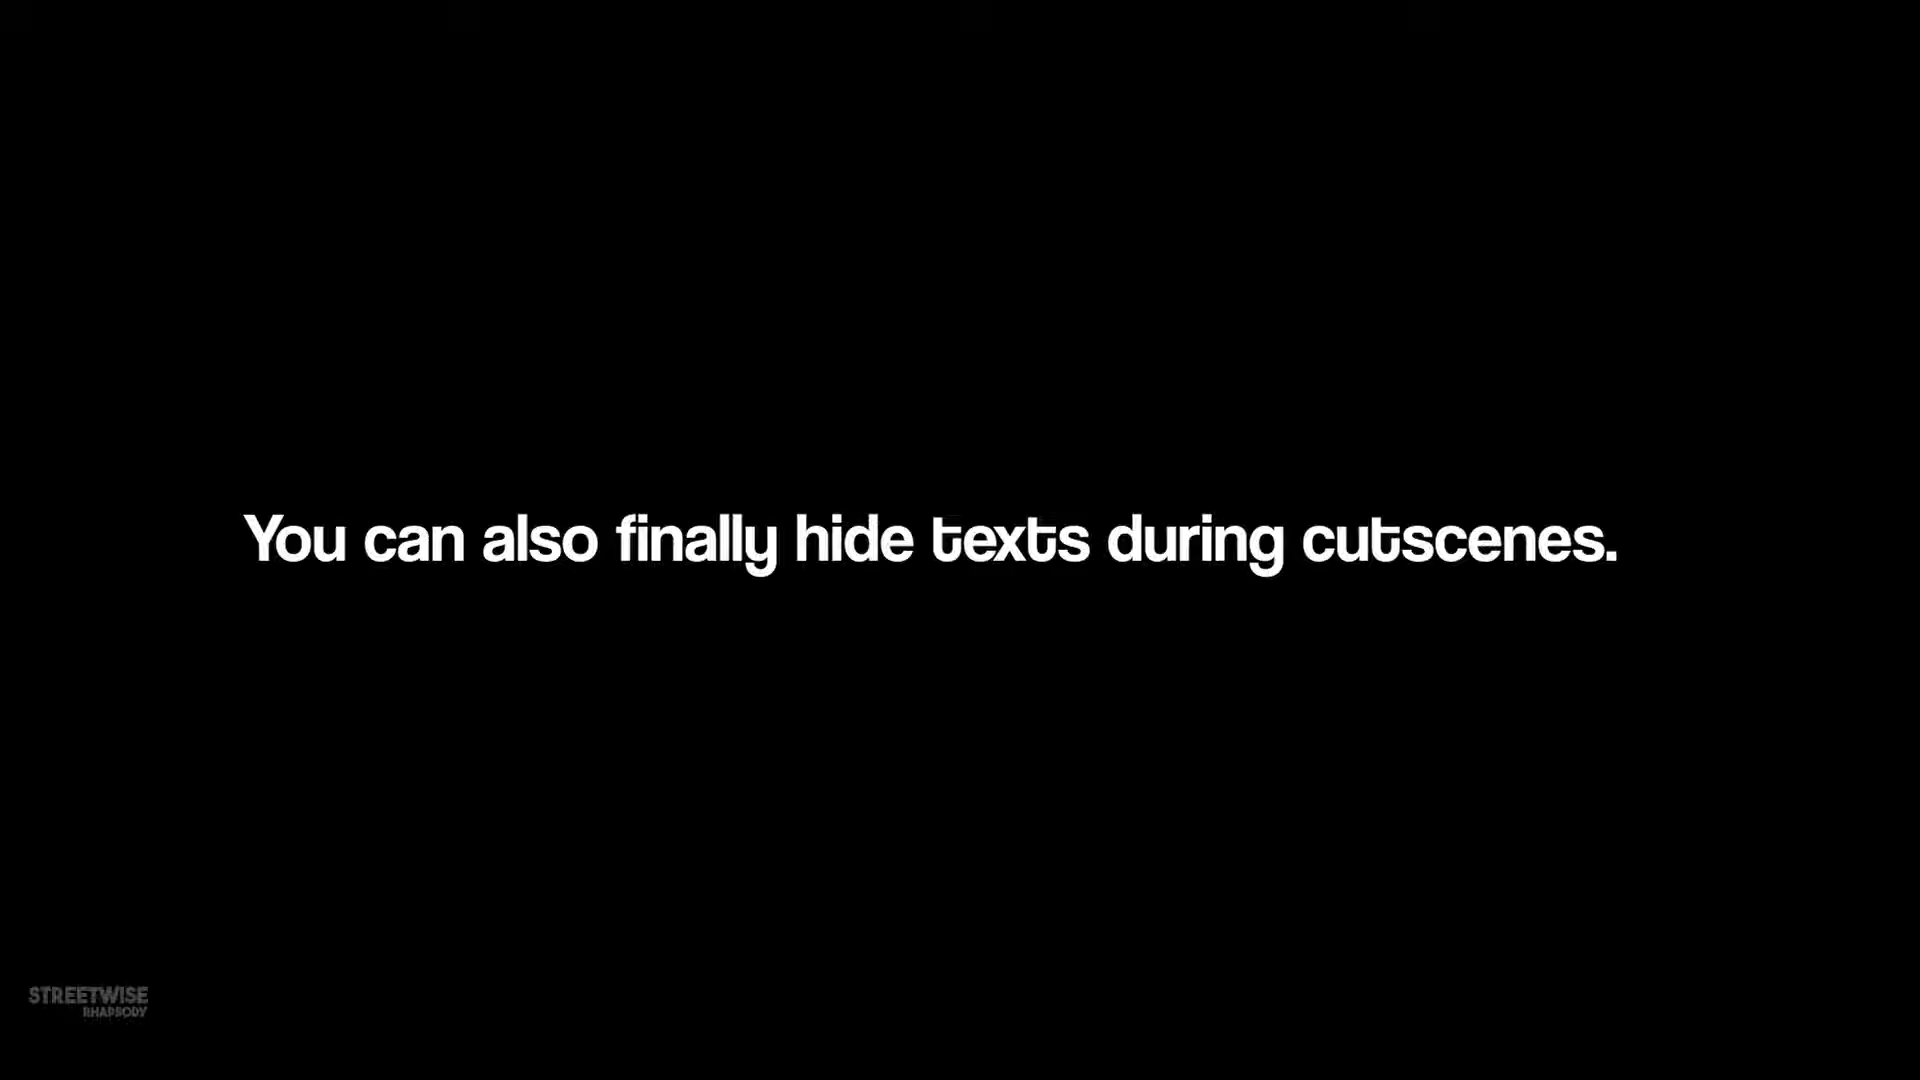 You can also finally hide texts during cutscenes.
STREETWISE
RHAPSODY